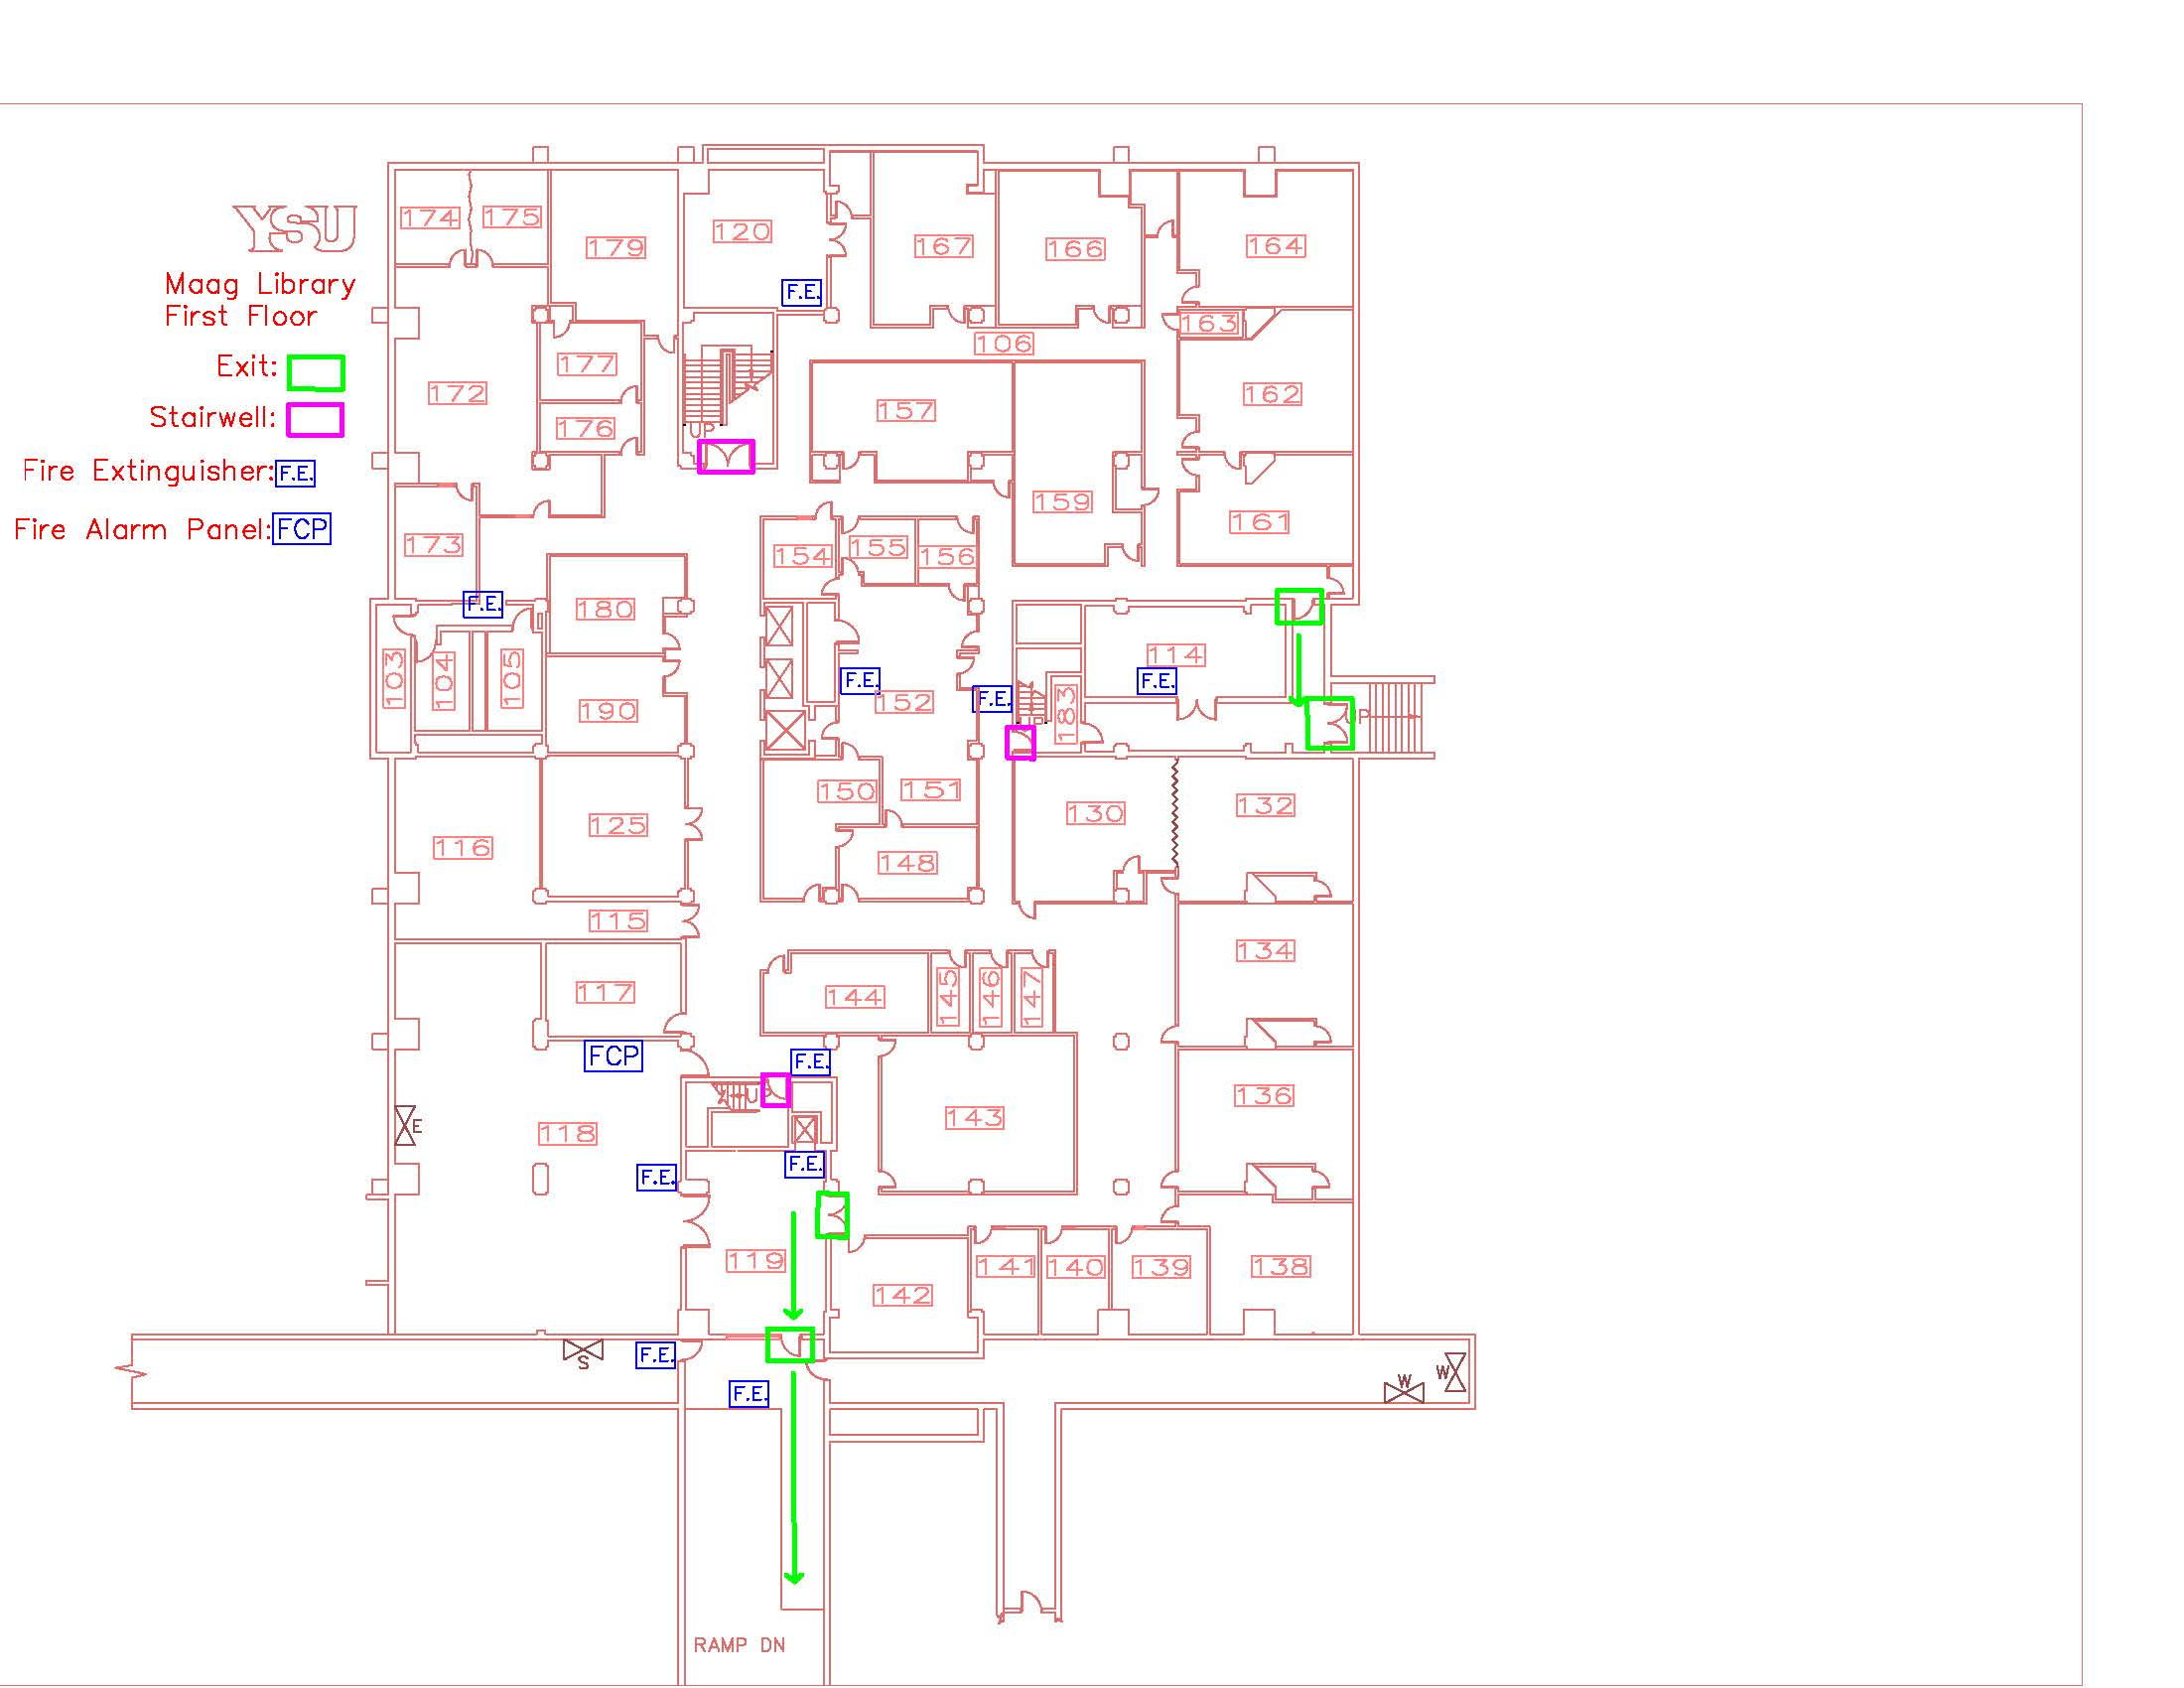 YSU
Maag Library
First Floor
Exit:
Stairwell:
Fire Extinguisher: F.E.
Fire Alarm Panel: FCP
174
175
179
120
167
166
164
F.E.
163
106
177
172
157
162
176
UP
159
161
173
154
155
156
F.E.
180
114
103
104
105
F.E.
F.E.
F.E.
152
183
190
UP
UP
150
151
130
132
125
116
148
115
134
117
144
145
146
147
FCP
F.E.
UP
136
143
E
118
F.E.
F.E.
119
141
140
139
138
142
S
F.E.
W
W
F.E.
RAMP DN